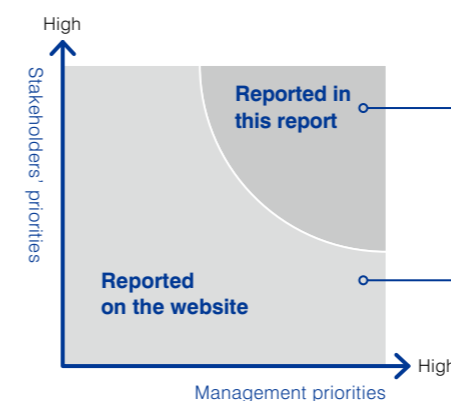 High
Stakeholders' priorities
Reported in
this report
Reported
on the website
High
Management priorities